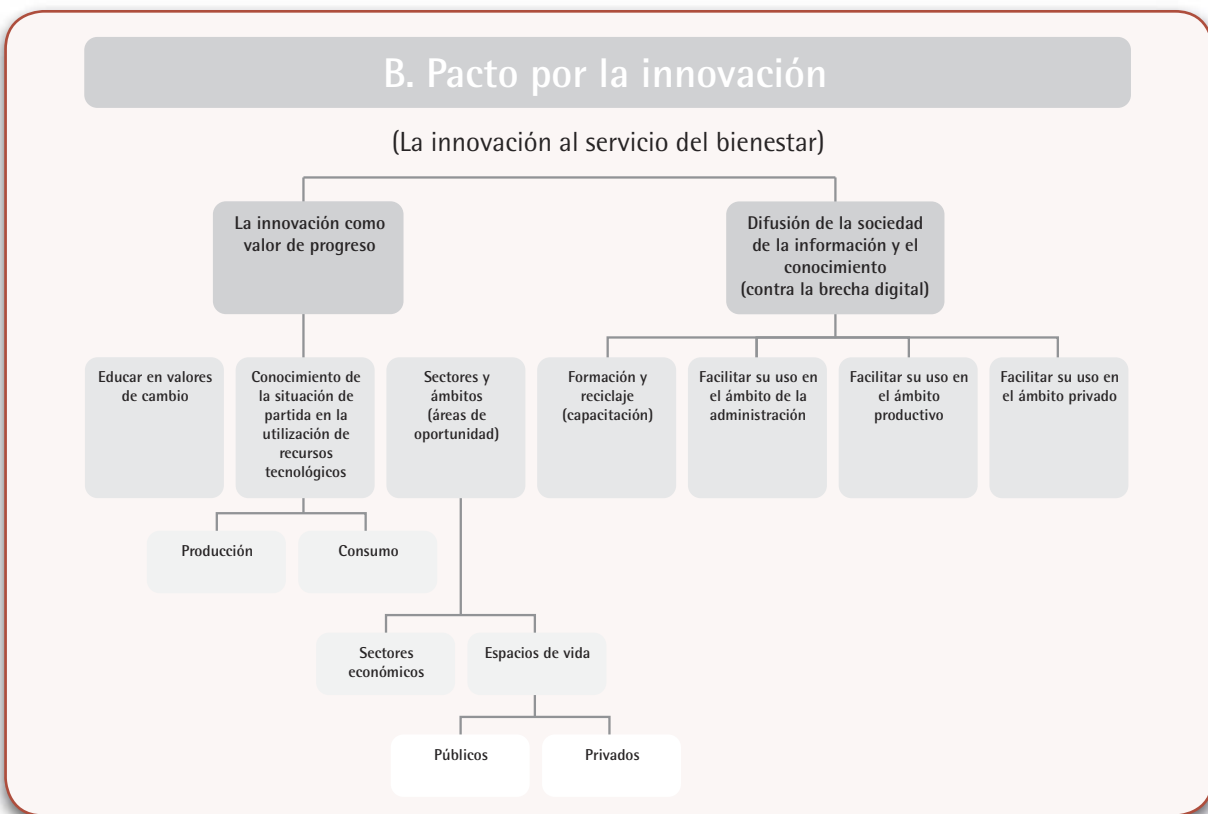 B. Pacto por la innovación
(La innovación al servicio del bienestar)
La innovación como
valor de progreso
Difusión de la sociedad
de la información y el
conocimiento
(contra la brecha digital)
Educar en valores
de cambio
Conocimiento de
la situación de
partida en la
utilización de
recursos
tecnológicos
Sectores y
ámbitos
(áreas de
oportunidad)
Formación y
reciclaje
(capacitación)
Facilitar su uso en
el ámbito de la
administración
Facilitar su uso en
el ámbito
productivo
Facilitar su uso en
el ámbito privado
Producción
Consumo
Sectores
económicos
Espacios de vida
Públicos
Privados